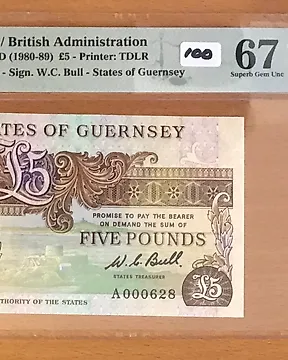 / British Administration
D (1980-89) £5 - Printer: TDLR
- Sign. W.C. Bull - States of Guernsey
100
67
Superb Gem Unc
ATES OF GUERNSEY
£5
PROMISE TO PAY THE BEARER
ON DEMAND THE SUM OF
FIVE POUNDS
W. C. Bull.
STATES TREASURER
A000628
£5
THORITY OF THE STATES